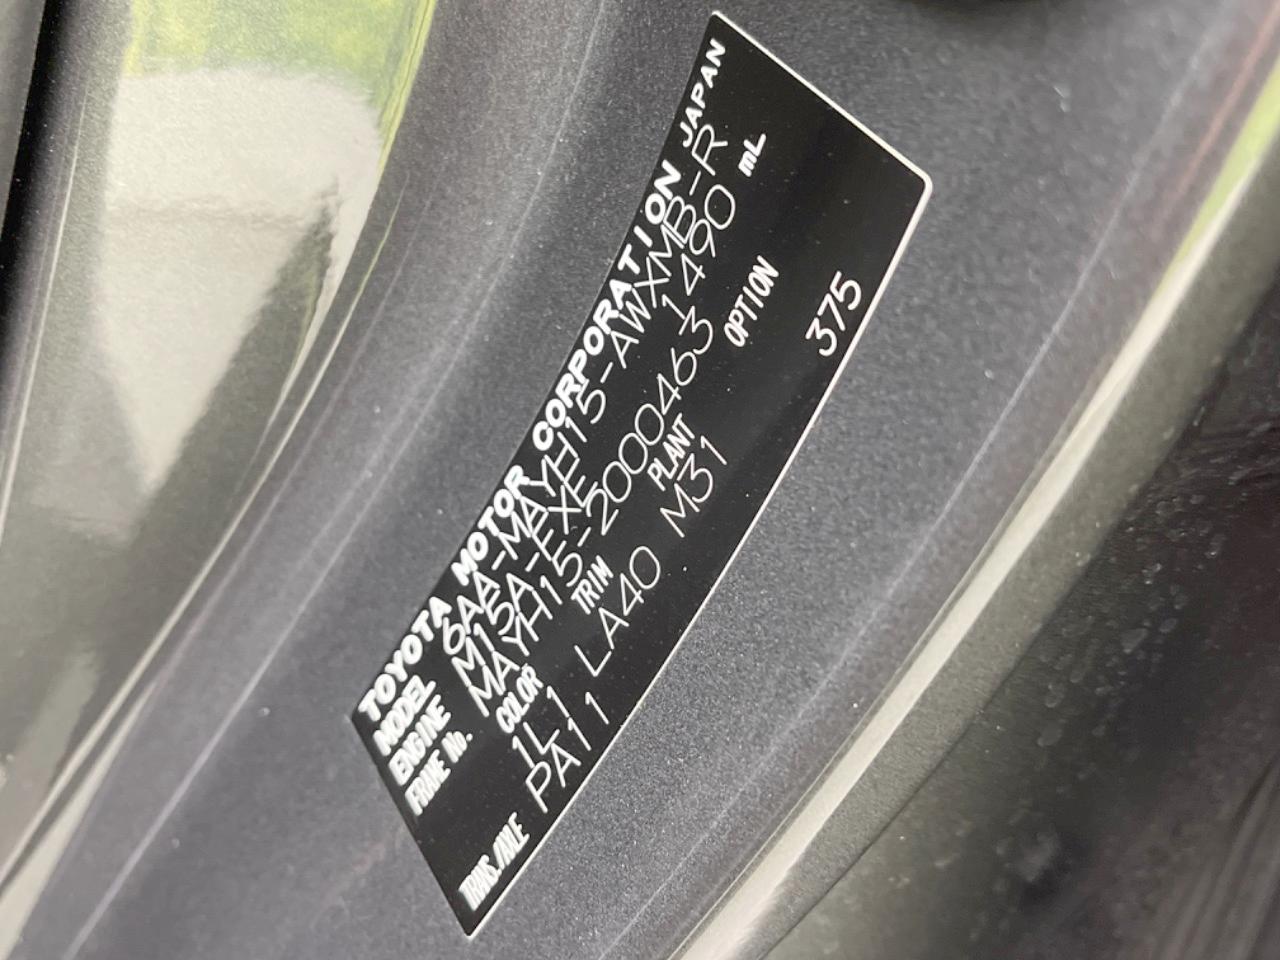 TOYOTA MOTOR CORPORATION JAPAN
MODEL 6AA-MAYH15-AWXMB-R
ENGINE M15A-FXE 1490 mL
FRAME No. MAYH15-2000463
COLOR TRIM PLANT OPTION
1L1 LA40 M31
TRANS./AXLE PA11 375